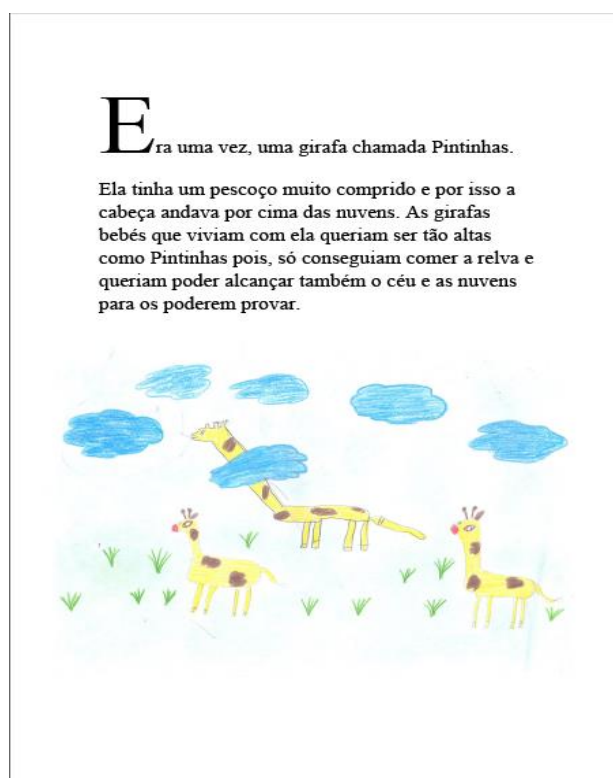 Era uma vez, uma girafa chamada Pintinhas.
Ela tinha um pescoço muito comprido e por isso a
cabeça andava por cima das nuvens. As girafas
bebés que viviam com ela queriam ser tão altas
como Pintinhas pois, só conseguiam comer a relva e
queriam poder alcançar também o céu e as nuvens
para os poderem provar.